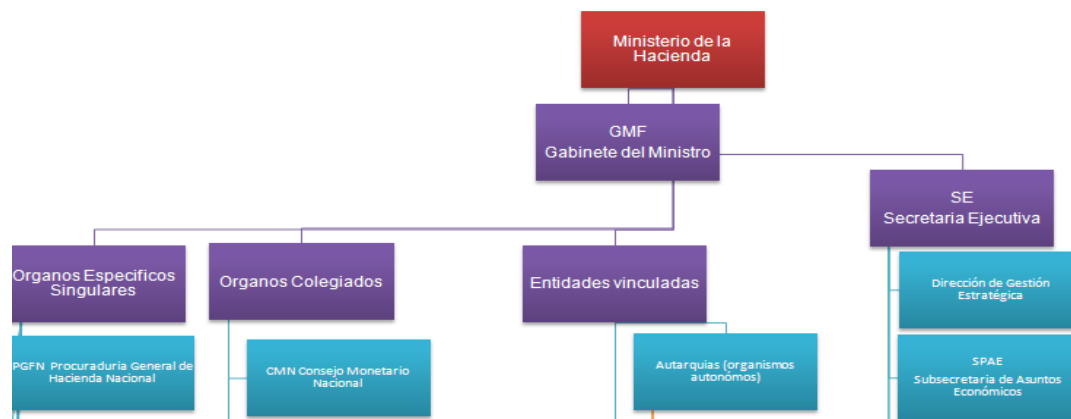 Ministerio de la
Hacienda
GMF
Gabinete del Ministro
SE
Secretaria Ejecutiva
Organos Especificos
Singulares
Organos Colegiados
Entidades vinculadas
Dirección de Gestión
Estratégica
PGFN Procuraduria General de
Hacienda Nacional
CMN Consejo Monetario
Nacional
Autarquias (organismos
autonómos)
SPAE
Subsecretaria de Asuntos
Económicos